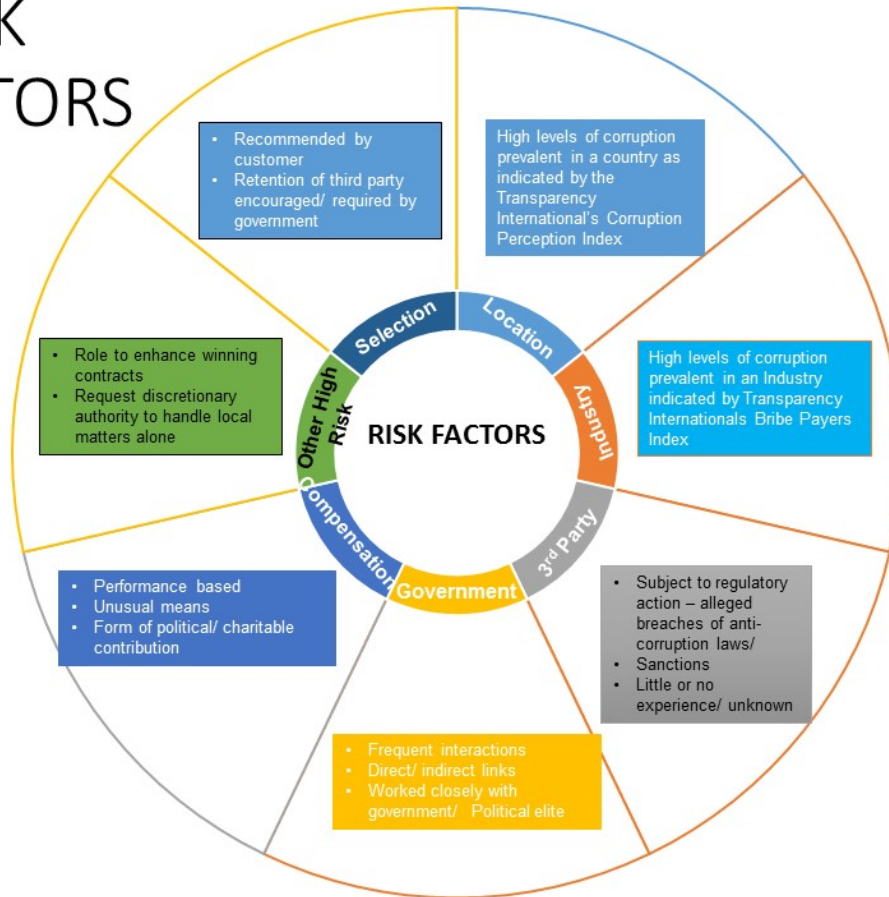 K
TORS
• Recommended by
customer
• Retention of third party
encouraged/ required by
government
High levels of corruption
prevalent in a country as
indicated by the
Transparency
International's Corruption
Perception Index
• Role to enhance winning
contracts
• Request discretionary
authority to handle local
matters alone
High levels of corruption
prevalent in an Industry
indicated by Transparency
Internationals Bribe Payers
Index
Selection
Location
Other High
Risk
RISK FACTORS
Industry
Compensation
Government
3rd Party
• Performance based
• Unusual means
• Form of political/ charitable
contribution
• Subject to regulatory
action – alleged
breaches of anti-
corruption laws/
• Sanctions
• Little or no
experience/ unknown
• Frequent interactions
• Direct/ indirect links
• Worked closely with
government/ Political elite